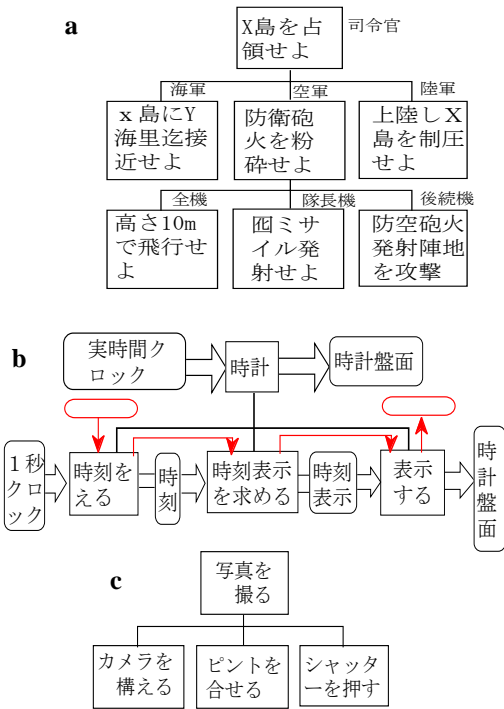 a
X島を占
領せよ
司令官
海軍
空軍
陸軍
x島にY
海里迄接
近せよ
防衛砲
火を粉
砕せよ
上陸しX
島を制圧
せよ
全機
隊長機
後続機
高さ10m
で飛行せ
よ
囮ミサ
イル発
射せよ
防空砲火
発射陣地
を攻撃
b
実時間ク
ロック
時計
時計盤面
1秒
クロ
ック
時刻を
える
時
刻
時刻表示
を求める
時刻
表示
表示
する
時
計
盤
面
c
写真を
撮る
カメラを
構える
ピントを
合せる
シャッタ
ーを押す